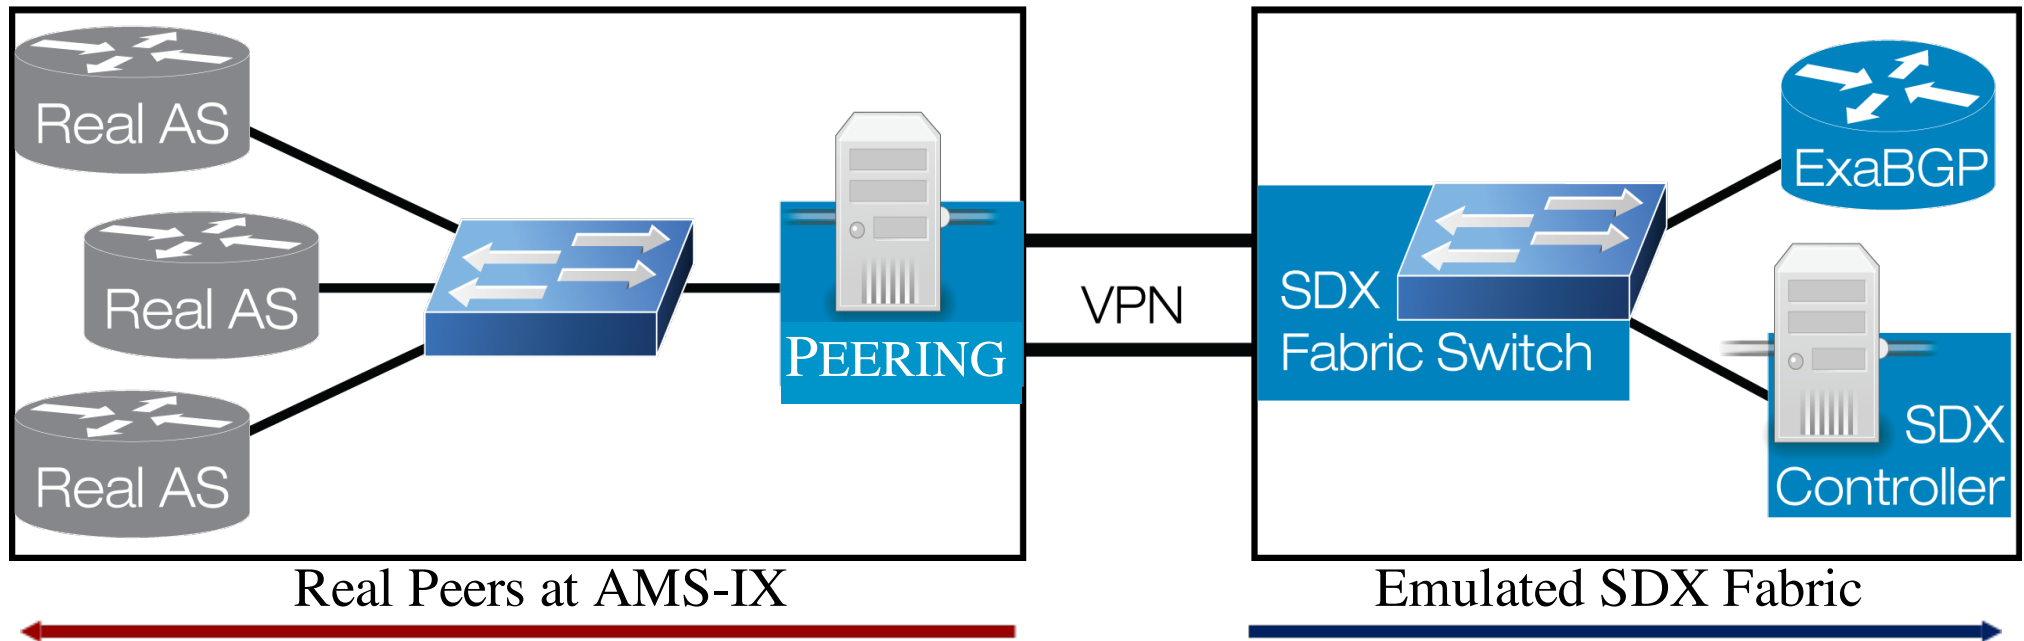 Real AS
Real AS
Real AS
PEERING
VPN
SDX
Fabric Switch
ExaBGP
SDX
Controller
Real Peers at AMS-IX
Emulated SDX Fabric